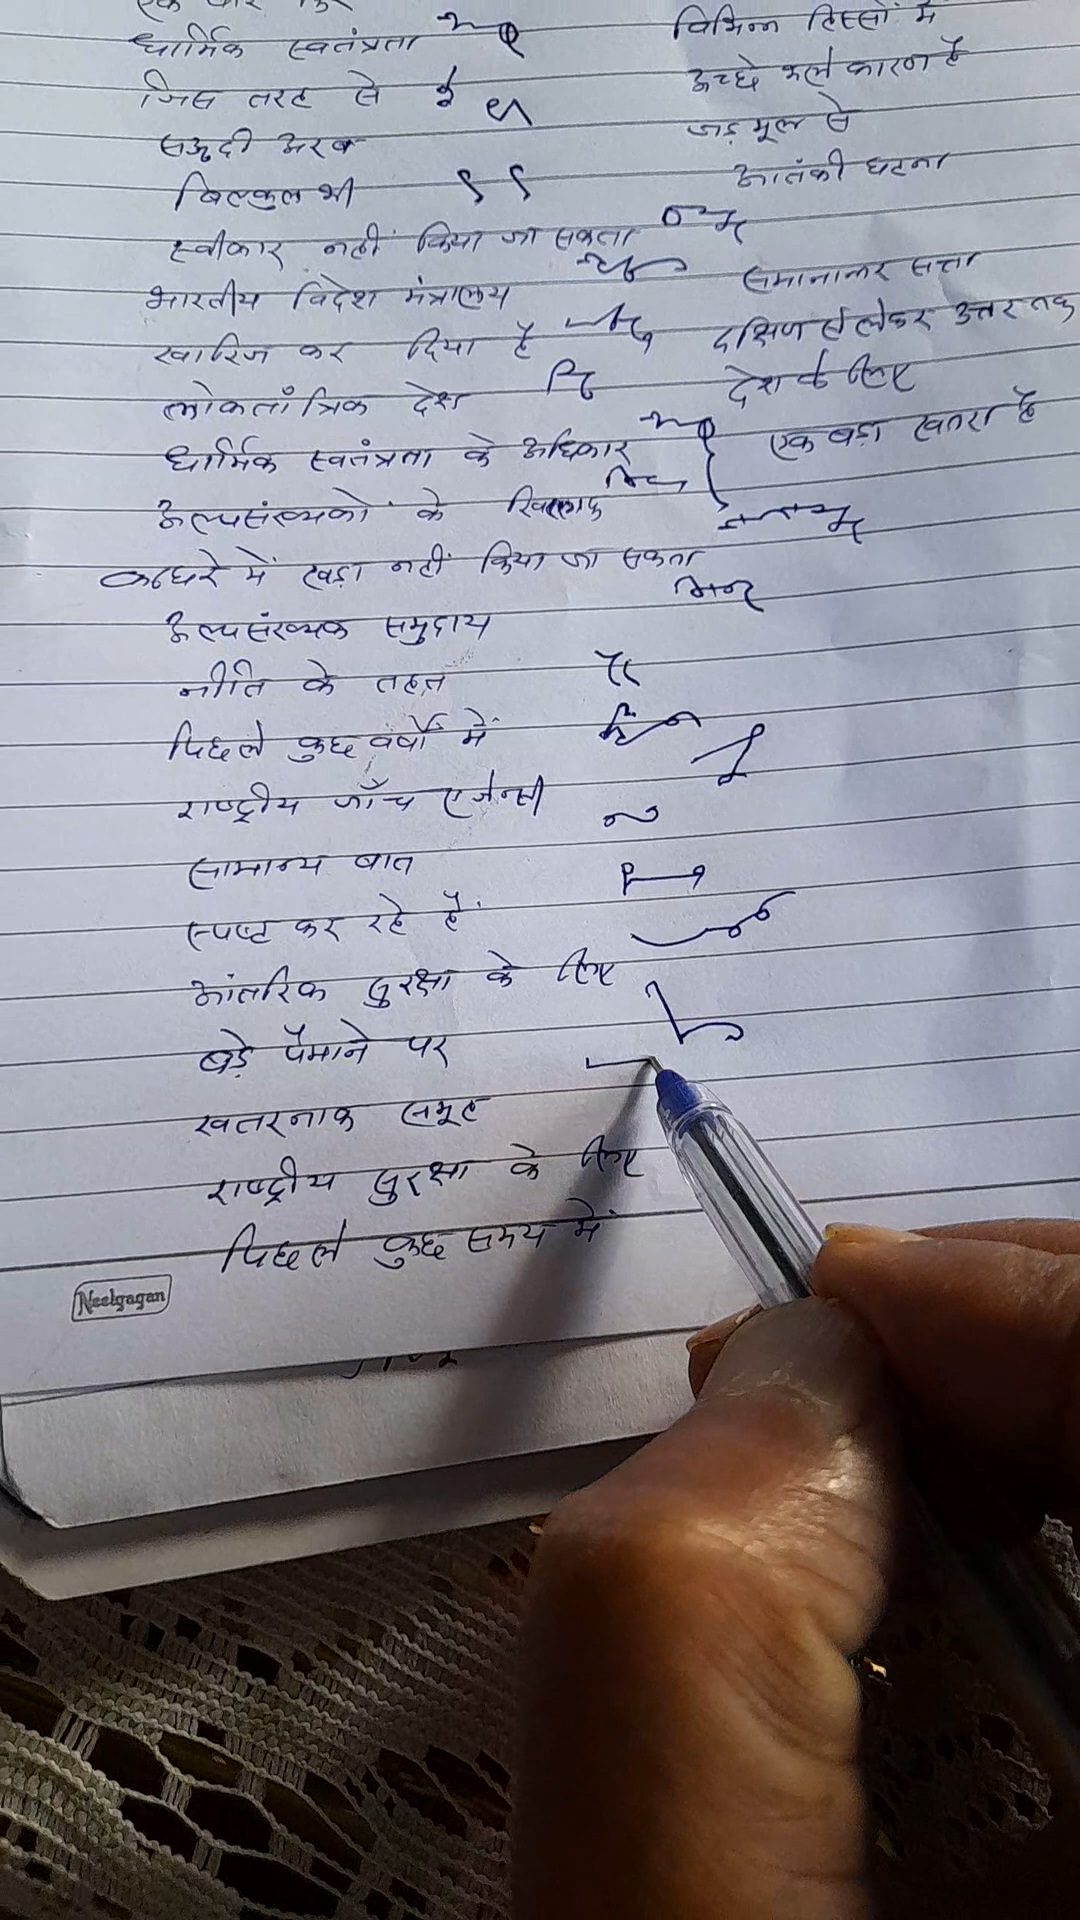 धार्मिक स्वतंत्रता
जिस तरह से
सऊदी अरब
बिल्कुल भी
स्वीकार नहीं किया जा सकता
भारतीय विदेश मंत्रालय
खारिज कर दिया है
लोकतांत्रिक देश
धार्मिक स्वतंत्रता के अधिकार
अल्पसंख्यकों के खिलाफ
कटघरे में खड़ा नहीं किया जा सकता
अल्पसंख्यक समुदाय
नीति के तहत
पिछले कुछ वर्षों में
राष्ट्रीय जाँच एजेन्सी
सामान्य बात
स्पष्ट कर रहे हैं
आंतरिक सुरक्षा के लिए
बड़े पैमाने पर
खतरनाक समूह
राष्ट्रीय सुरक्षा के लिए
पिछले कुछ समय में
विभिन्न हिस्सों में
कारण है
जड़ मूल से
आतंकी घटना
समानान्तर सत्ता
दक्षिण से लेकर उत्तर तक
देश के लिए
एक बड़ा खतरा है
Neelgagan